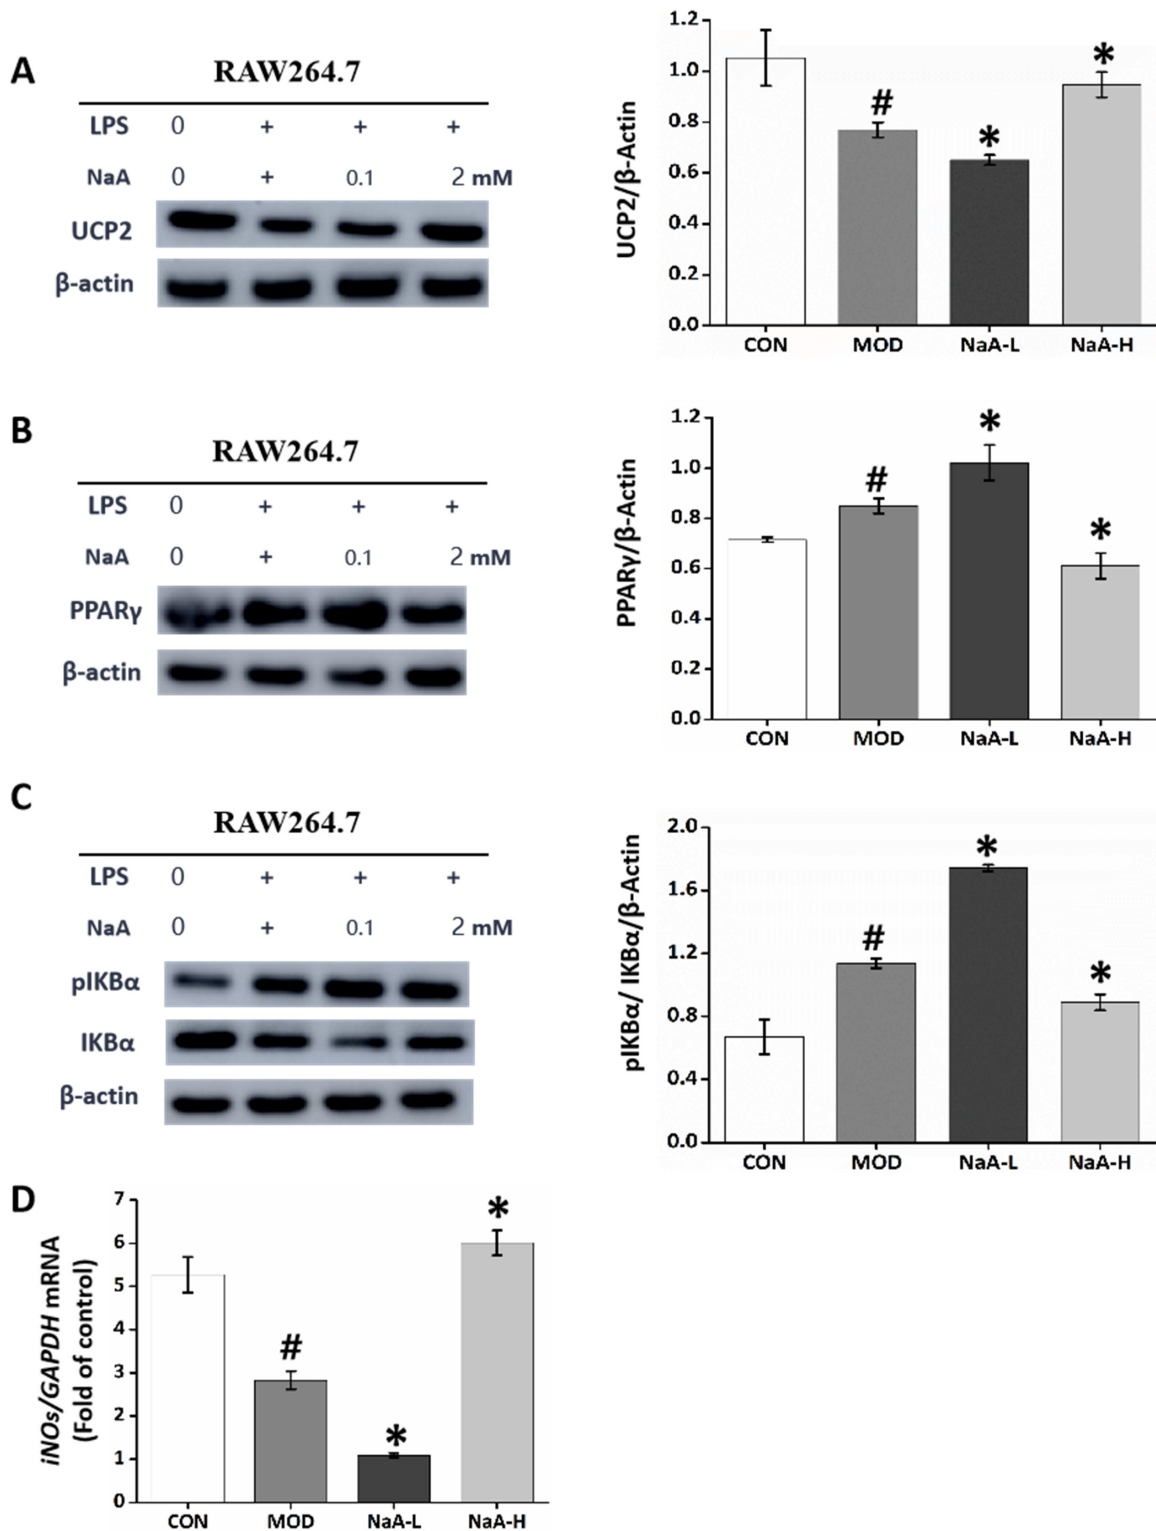 A
RAW264.7
LPS 0 + + +
NaA 0 + 0.1 2 mM
UCP2
β-actin
UCP2/β-Actin
1.2
1.0
0.8
0.6
0.4
0.2
0.0
# * *
CON MOD NaA-L NaA-H
B
RAW264.7
LPS 0 + + +
NaA 0 + 0.1 2 mM
PPARγ
β-actin
PPARγ/β-Actin
1.2
1.0
0.8
0.6
0.4
0.2
0.0
# * *
CON MOD NaA-L NaA-H
C
RAW264.7
LPS 0 + + +
NaA 0 + 0.1 2 mM
pIKBα
IKBα
β-actin
pIKBα/ IKBα/β-Actin
2.0
1.6
1.2
0.8
0.4
0.0
# * *
CON MOD NaA-L NaA-H
D
iNOs/GAPDH mRNA
(Fold of control)
7
6
5
4
3
2
1
0
# * *
CON MOD NaA-L NaA-H